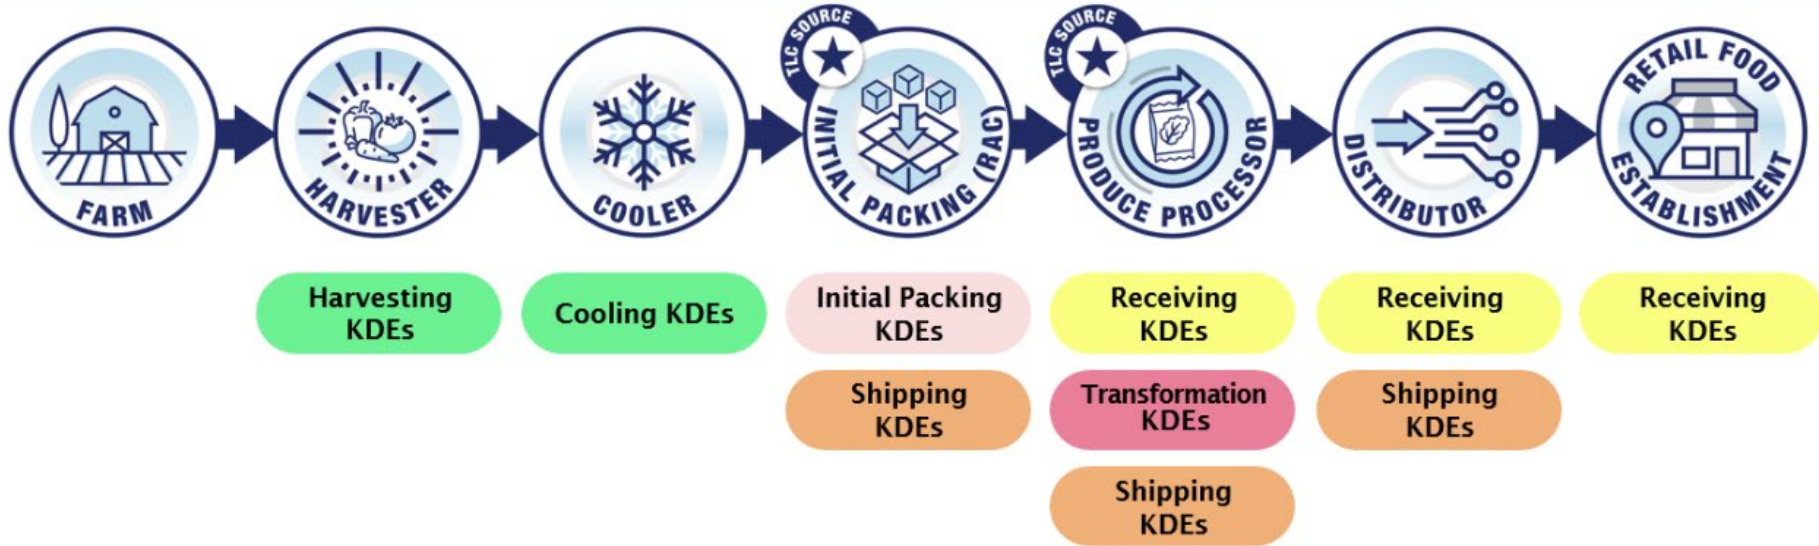 FARM
HARVESTER
COOLER
TLC SOURCE
INITIAL PACKING (RAC)
TLC SOURCE
PRODUCE PROCESSOR
DISTRIBUTOR
RETAIL FOOD
ESTABLISHMENT
Harvesting
KDEs
Cooling KDEs
Initial Packing
KDEs
Shipping
KDEs
Receiving
KDEs
Transformation
KDEs
Shipping
KDEs
Receiving
KDEs
Shipping
KDEs
Receiving
KDEs